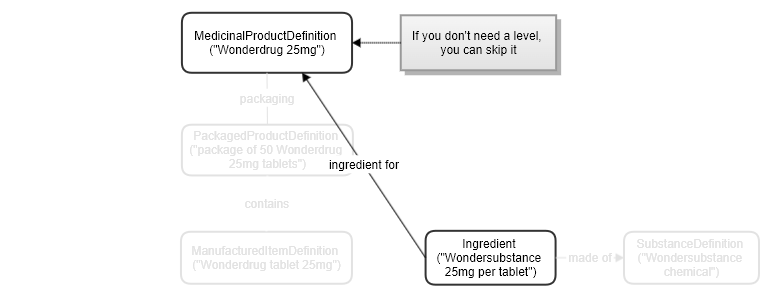 MedicinalProductDefinition
("Wonderdrug 25mg")
If you don't need a level,
you can skip it
packaging
PackagedProductDefinition
("package of 50 Wonderdrug
25mg tablets")
ingredient for
contains
ManufacturedItemDefinition
("Wonderdrug tablet 25mg")
Ingredient
("Wondersubstance
25mg per tablet")
made of
SubstanceDefinition
("Wondersubstance
chemical")